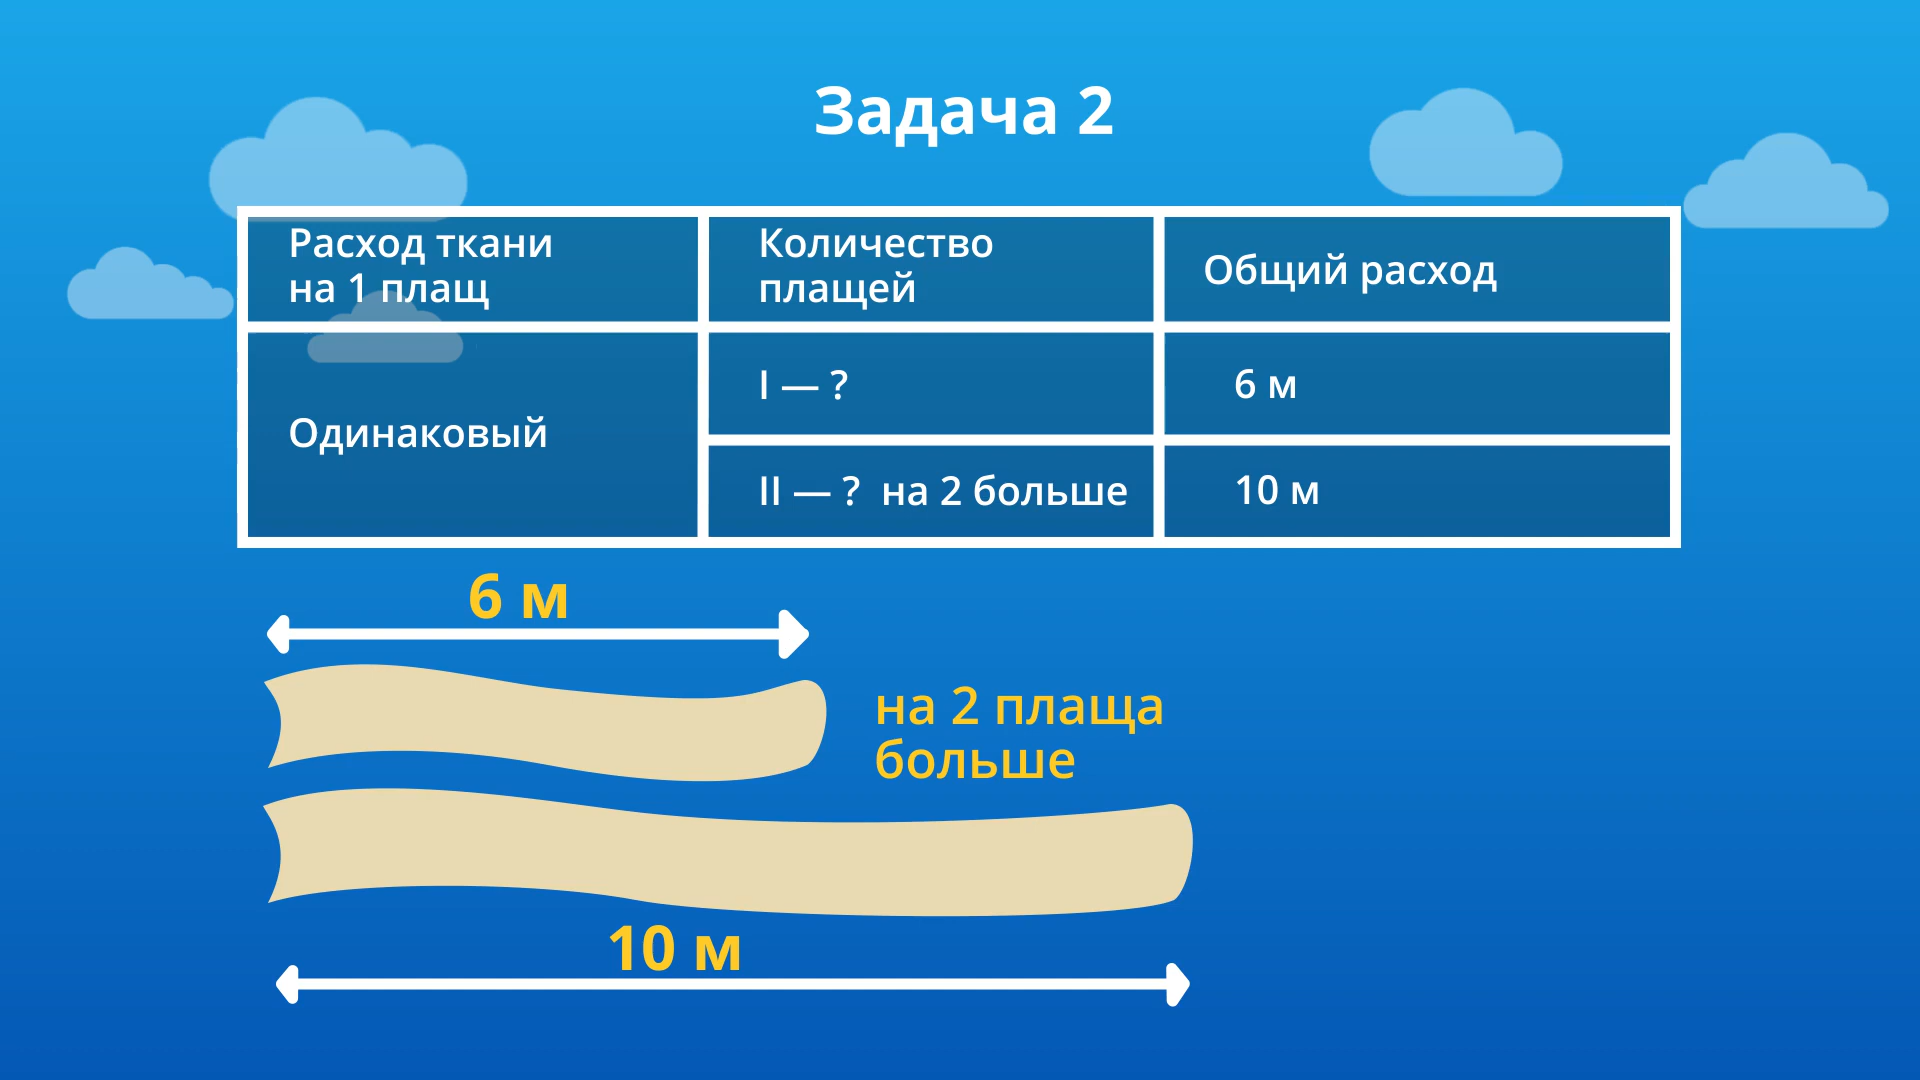 Задача 2
Расход ткани
на 1 плащ
Количество
плащей
Общий расход
Одинаковый
I — ?
6 м
II — ? на 2 больше
10 м
6 м
на 2 плаща
больше
10 м